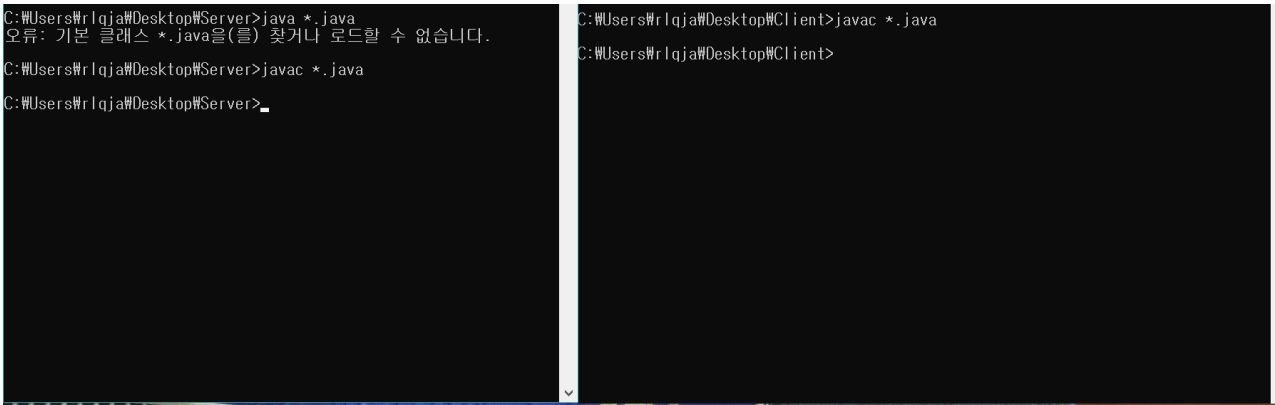 C:₩Users₩rlqja₩Desktop₩Server>java *.java
오류: 기본 클래스 *.java을(를) 찾거나 로드할 수 없습니다.
C:₩Users₩rlqja₩Desktop₩Server>javac *.java
C:₩Users₩rlqja₩Desktop₩Server>
C:₩Users₩rlqja₩Desktop₩Client>javac *.java
C:₩Users₩rlqja₩Desktop₩Client>